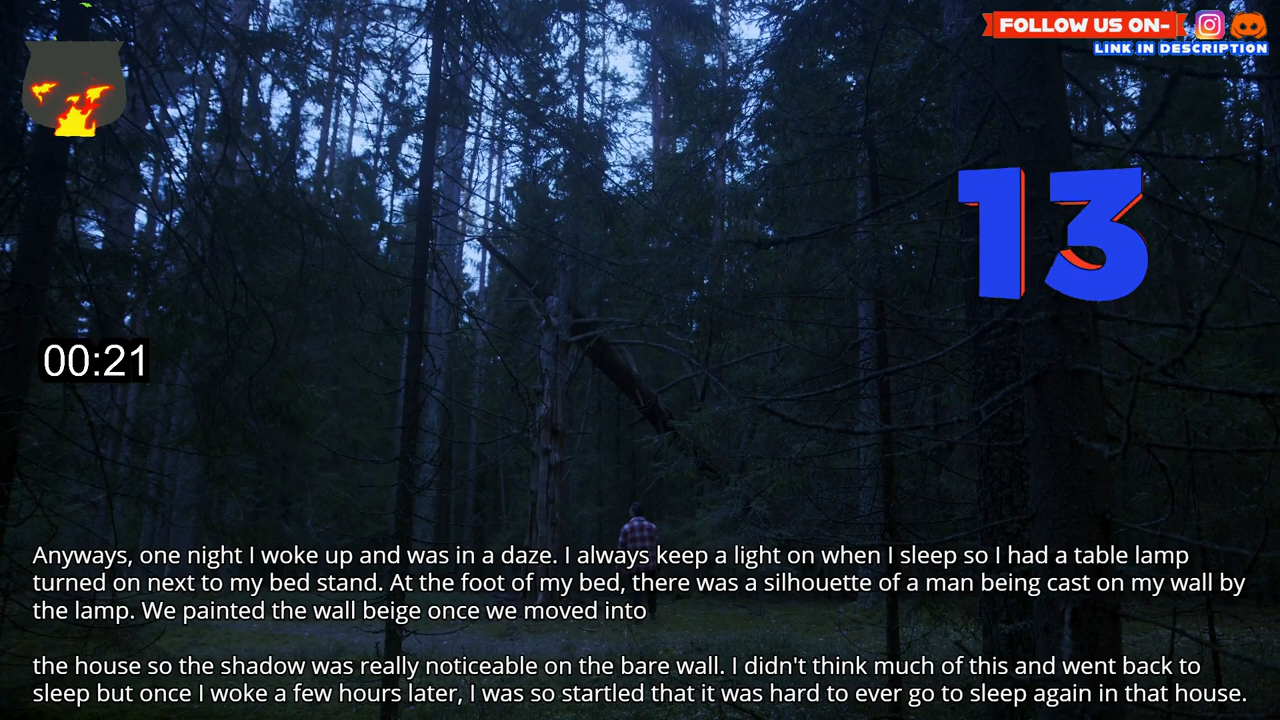 FOLLOW US ON-
LINK IN DESCRIPTION
13
00:21
Anyways, one night I woke up and was in a daze. I always keep a light on when I sleep so I had a table lamp
turned on next to my bed stand. At the foot of my bed, there was a silhouette of a man being cast on my wall by
the lamp. We painted the wall beige once we moved into
the house so the shadow was really noticeable on the bare wall. I didn't think much of this and went back to
sleep but once I woke a few hours later, I was so startled that it was hard to ever go to sleep again in that house.